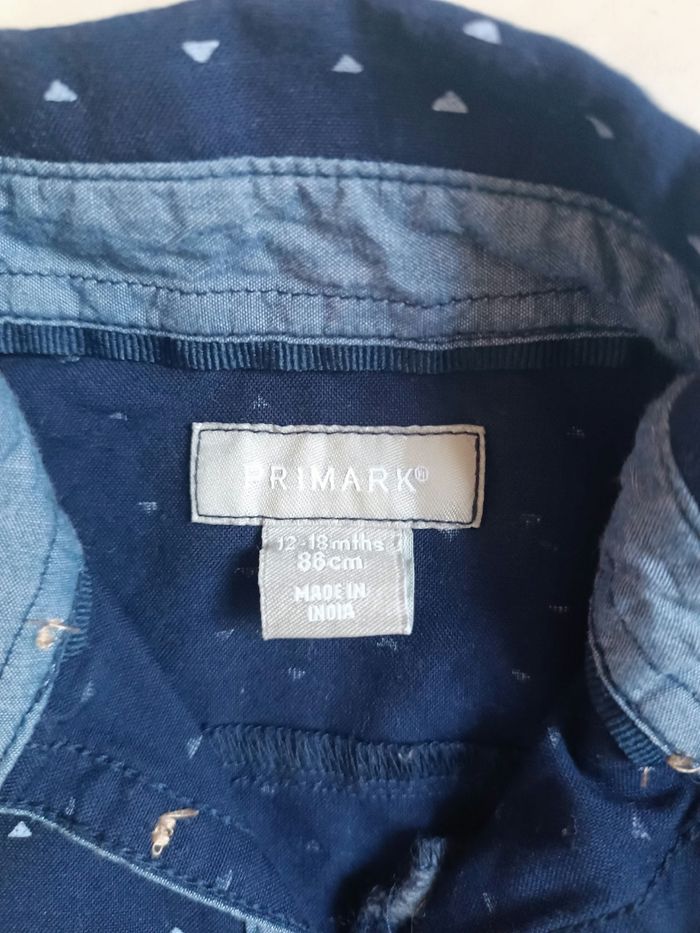 PRIMARK®
12-18 mths
86cm
MADE IN
INDIA